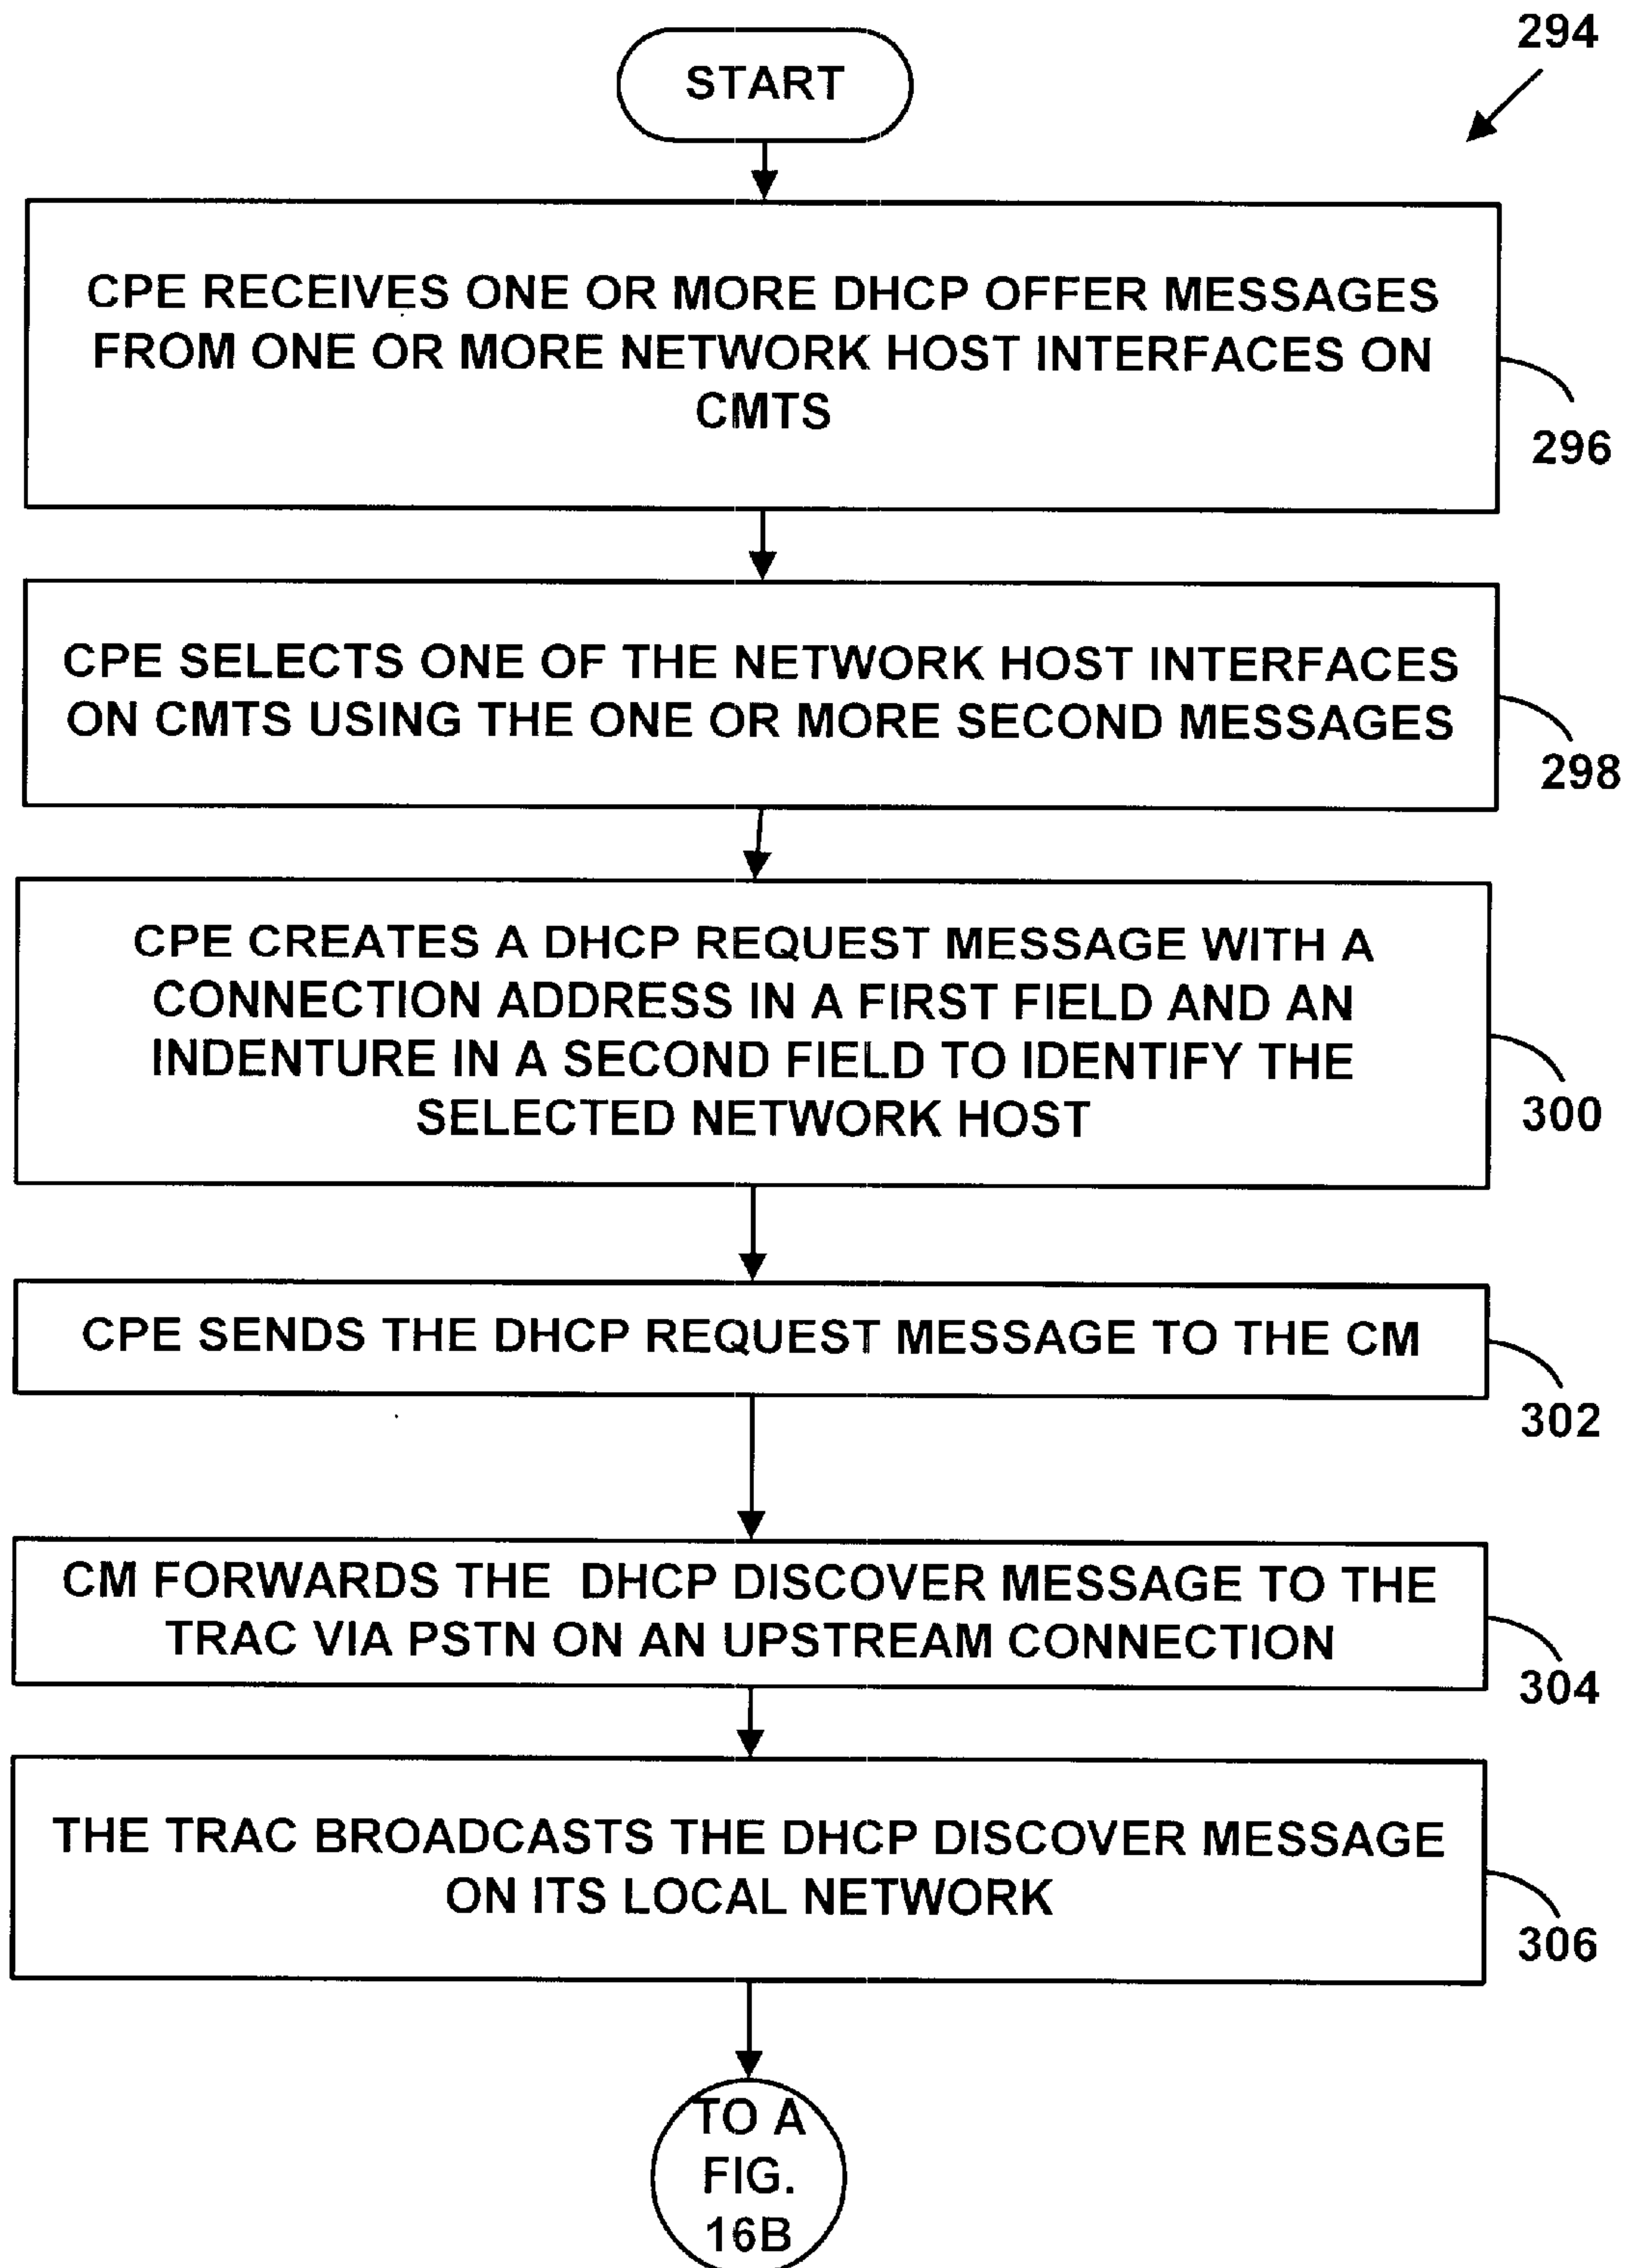 294
START
CPE RECEIVES ONE OR MORE DHCP OFFER MESSAGES
FROM ONE OR MORE NETWORK HOST INTERFACES ON
CMTS
296
CPE SELECTS ONE OF THE NETWORK HOST INTERFACES
ON CMTS USING THE ONE OR MORE SECOND MESSAGES
298
CPE CREATES A DHCP REQUEST MESSAGE WITH A
CONNECTION ADDRESS IN A FIRST FIELD AND AN
INDENTURE IN A SECOND FIELD TO IDENTIFY THE
SELECTED NETWORK HOST
300
CPE SENDS THE DHCP REQUEST MESSAGE TO THE CM
302
CM FORWARDS THE DHCP DISCOVER MESSAGE TO THE
TRAC VIA PSTN ON AN UPSTREAM CONNECTION
304
THE TRAC BROADCASTS THE DHCP DISCOVER MESSAGE
ON ITS LOCAL NETWORK
306
TO A
FIG.
16B